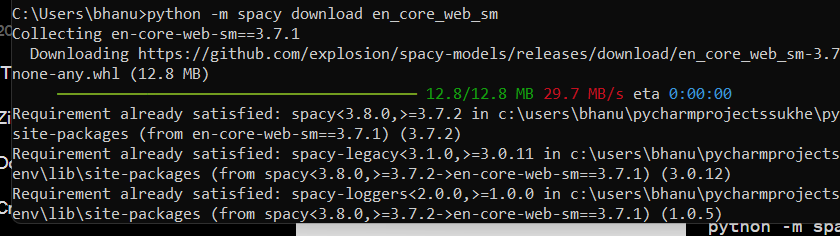 C:\Users\bhanu>python -m spacy download en_core_web_sm
Collecting en-core-web-sm==3.7.1
Downloading https://github.com/explosion/spacy-models/releases/download/en_core_web_sm-3.7
none-any.whl (12.8 MB)
12.8/12.8 MB 29.7 MB/s eta 0:00:00
Requirement already satisfied: spacy<3.8.0,>=3.7.2 in c:\users\bhanu\pycharmprojectssukhe\py
site-packages (from en-core-web-sm==3.7.1) (3.7.2)
Requirement already satisfied: spacy-legacy<3.1.0,>=3.0.11 in c:\users\bhanu\pycharmprojects
env\lib\site-packages (from spacy<3.8.0,>=3.7.2->en-core-web-sm==3.7.1) (3.0.12)
Requirement already satisfied: spacy-loggers<2.0.0,>=1.0.0 in c:\users\bhanu\pycharmprojects
env\lib\site-packages (from spacy<3.8.0,>=3.7.2->en-core-web-sm==3.7.1) (1.0.5)
python -m spa